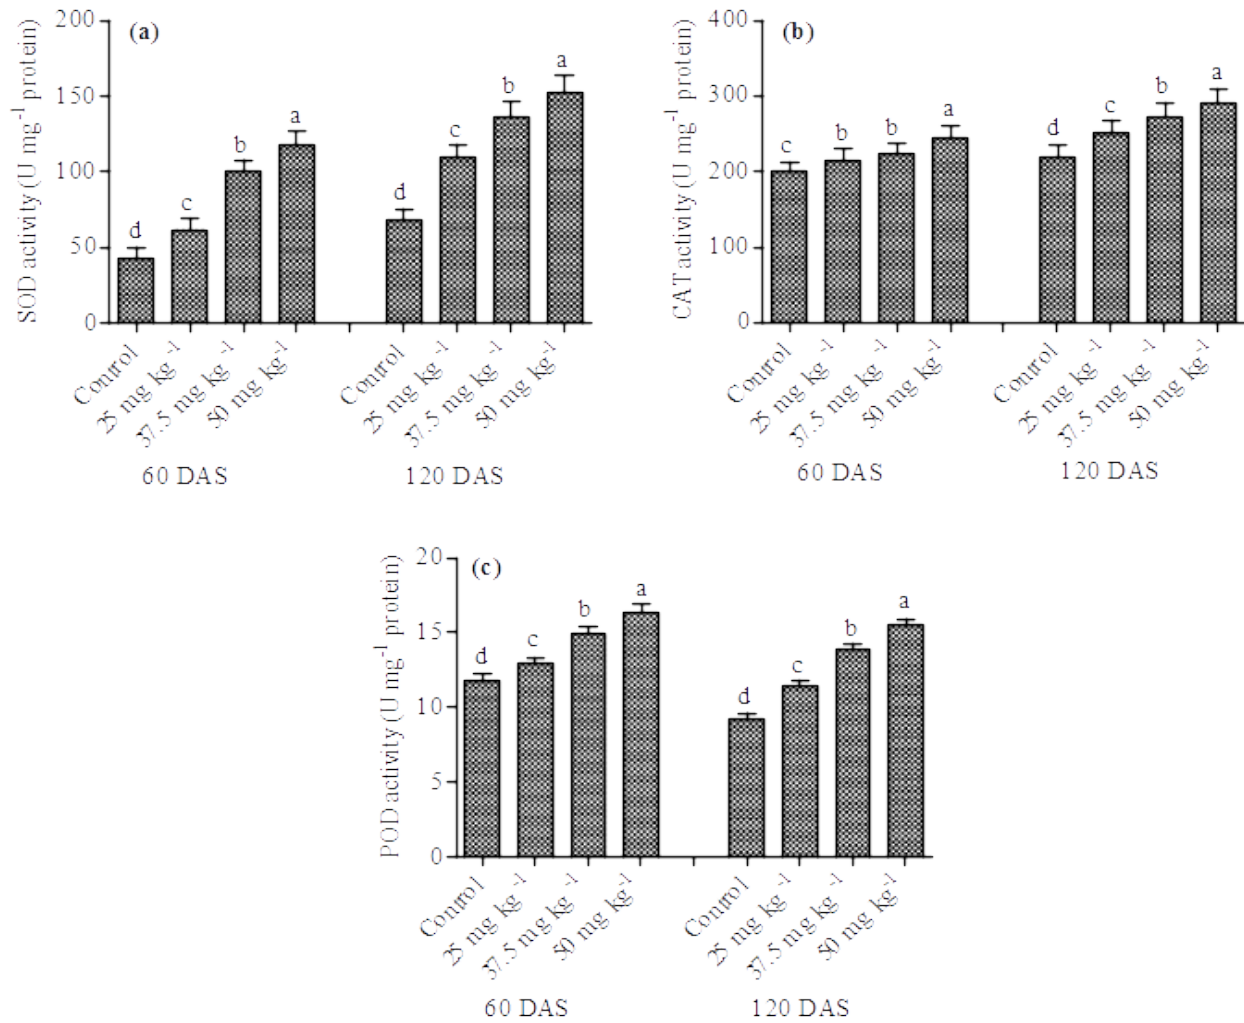 (a)
SOD activity (U mg⁻¹ protein)
200
150
100
50
0
d
c
b
a
d
c
b
a
Control
25 mg kg⁻¹
37.5 mg kg⁻¹
50 mg kg⁻¹
Control
25 mg kg⁻¹
37.5 mg kg⁻¹
50 mg kg⁻¹
60 DAS
120 DAS
(b)
CAT activity (U mg⁻¹ protein)
400
300
200
100
0
c
b
b
a
d
c
b
a
Control
25 mg kg⁻¹
37.5 mg kg⁻¹
50 mg kg⁻¹
Control
25 mg kg⁻¹
37.5 mg kg⁻¹
50 mg kg⁻¹
60 DAS
120 DAS
(c)
POD activity (U mg⁻¹ protein)
20
15
10
5
0
d
c
b
a
d
c
b
a
Control
25 mg kg⁻¹
37.5 mg kg⁻¹
50 mg kg⁻¹
Control
25 mg kg⁻¹
37.5 mg kg⁻¹
50 mg kg⁻¹
60 DAS
120 DAS